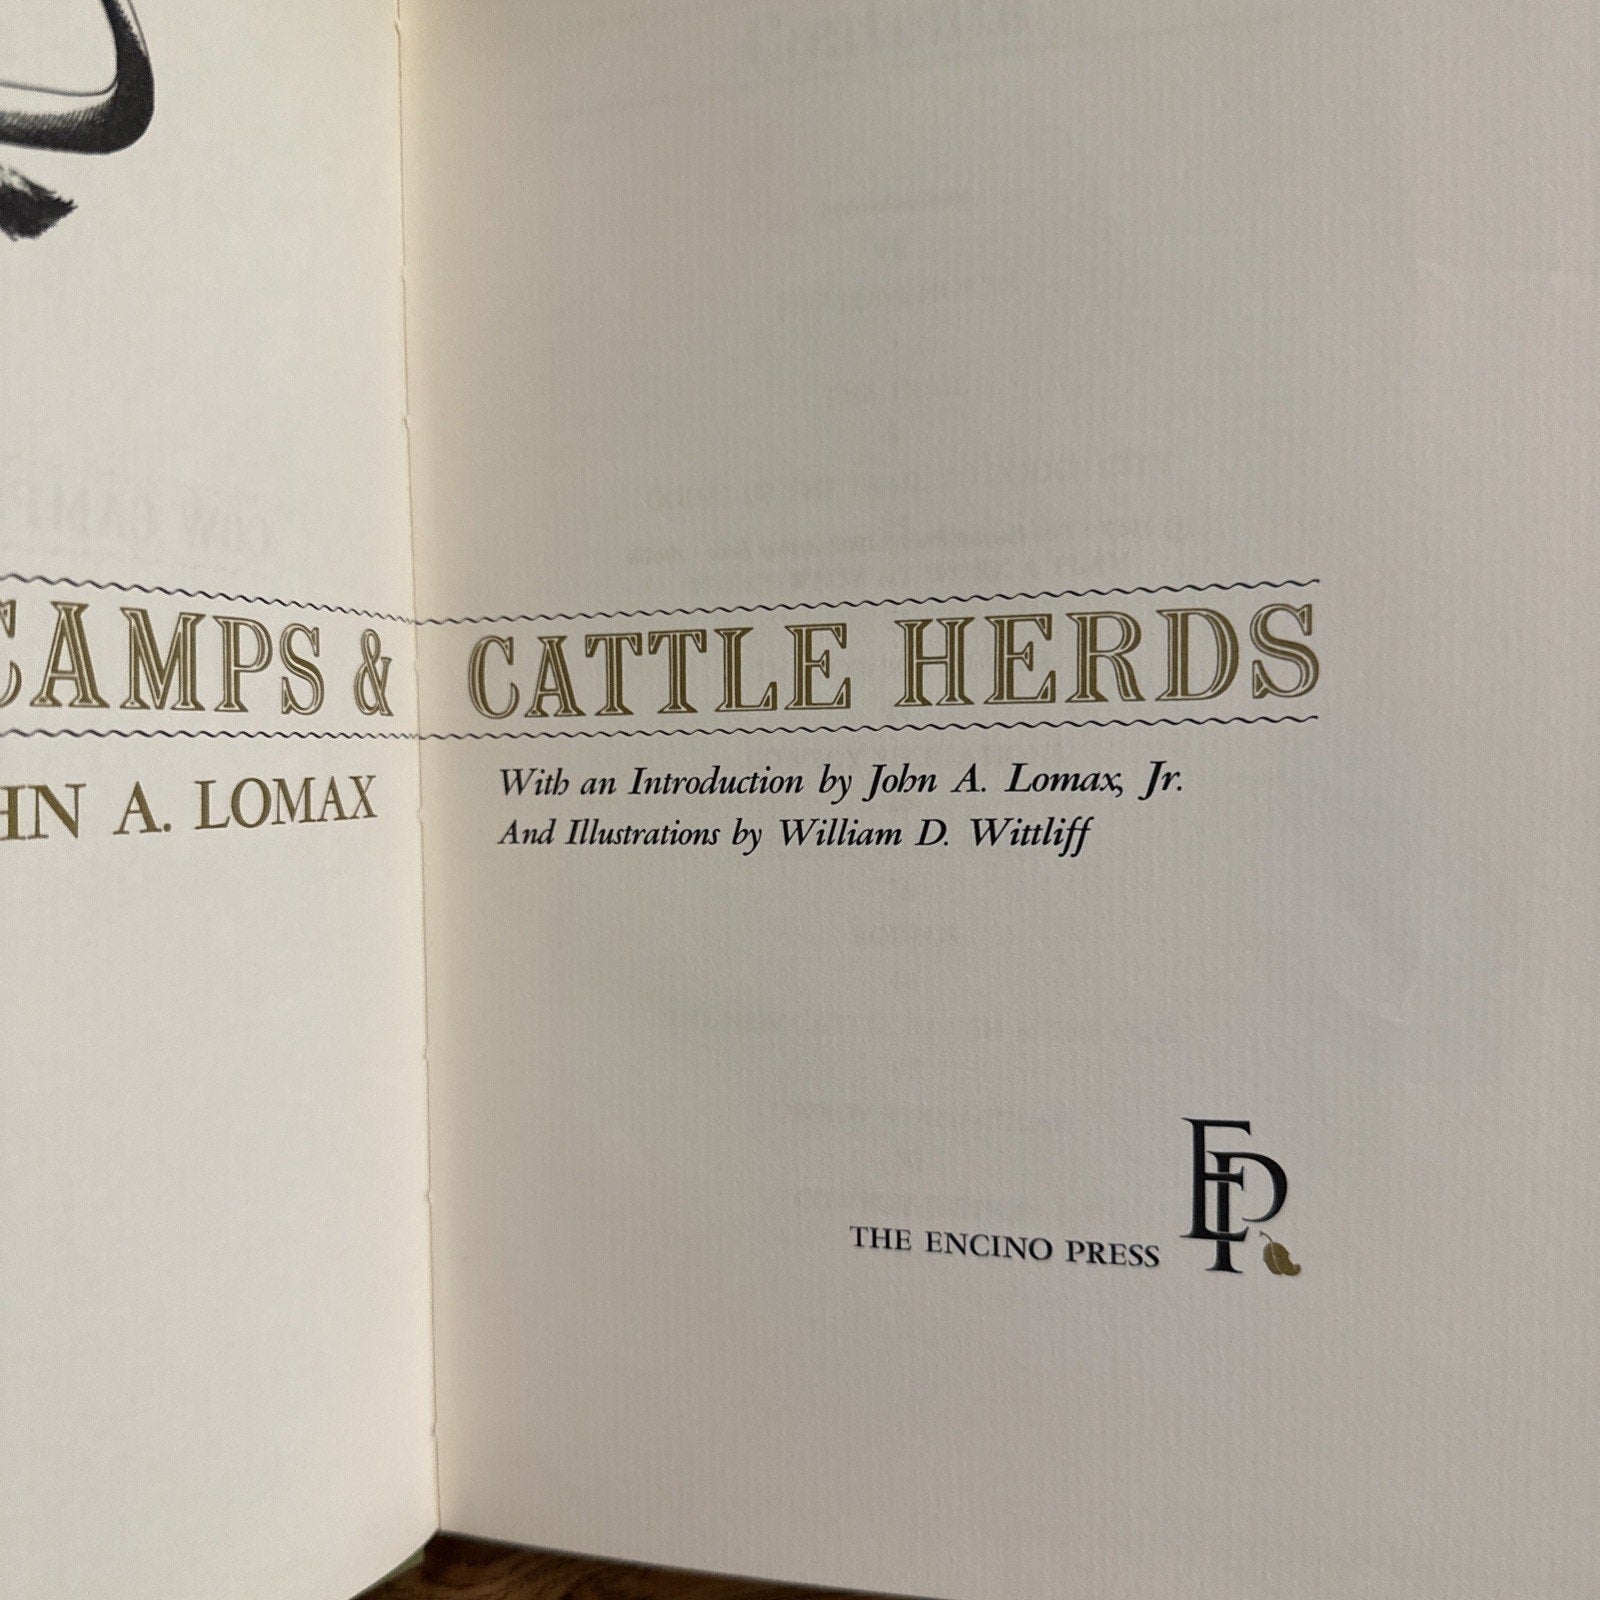 CAMPS & CATTLE HERDS
HN A. LOMAX
With an Introduction by John A. Lomax, Jr.
And Illustrations by William D. Wittliff
THE ENCINO PRESS
EP